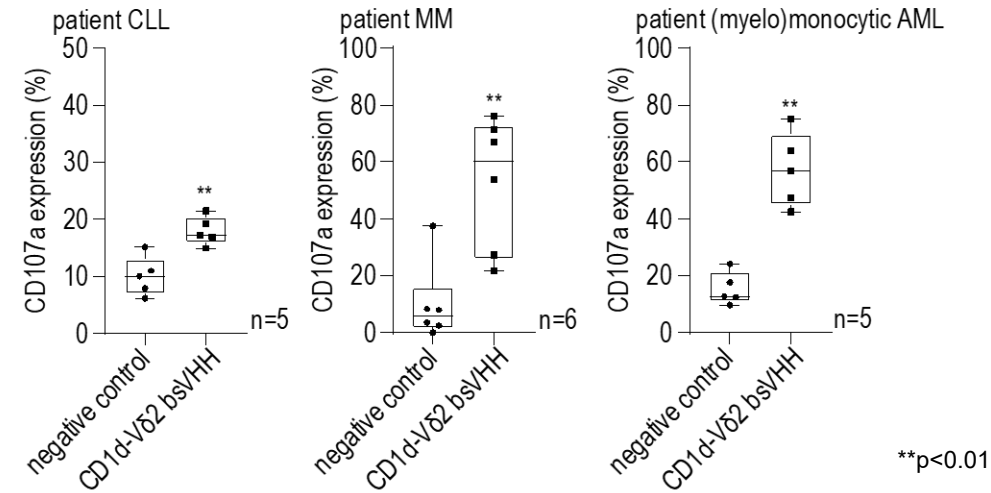 patient CLL
CD107a expression (%)
50
40
30
20
10
0
**
n=5
negative control
CD1d-Vδ2 bsVHH
patient MM
CD107a expression (%)
100
80
60
40
20
0
**
n=6
negative control
CD1d-Vδ2 bsVHH
patient (myelo)monocytic AML
CD107a expression (%)
100
80
60
40
20
0
**
n=5
negative control
CD1d-Vδ2 bsVHH
**p<0.01